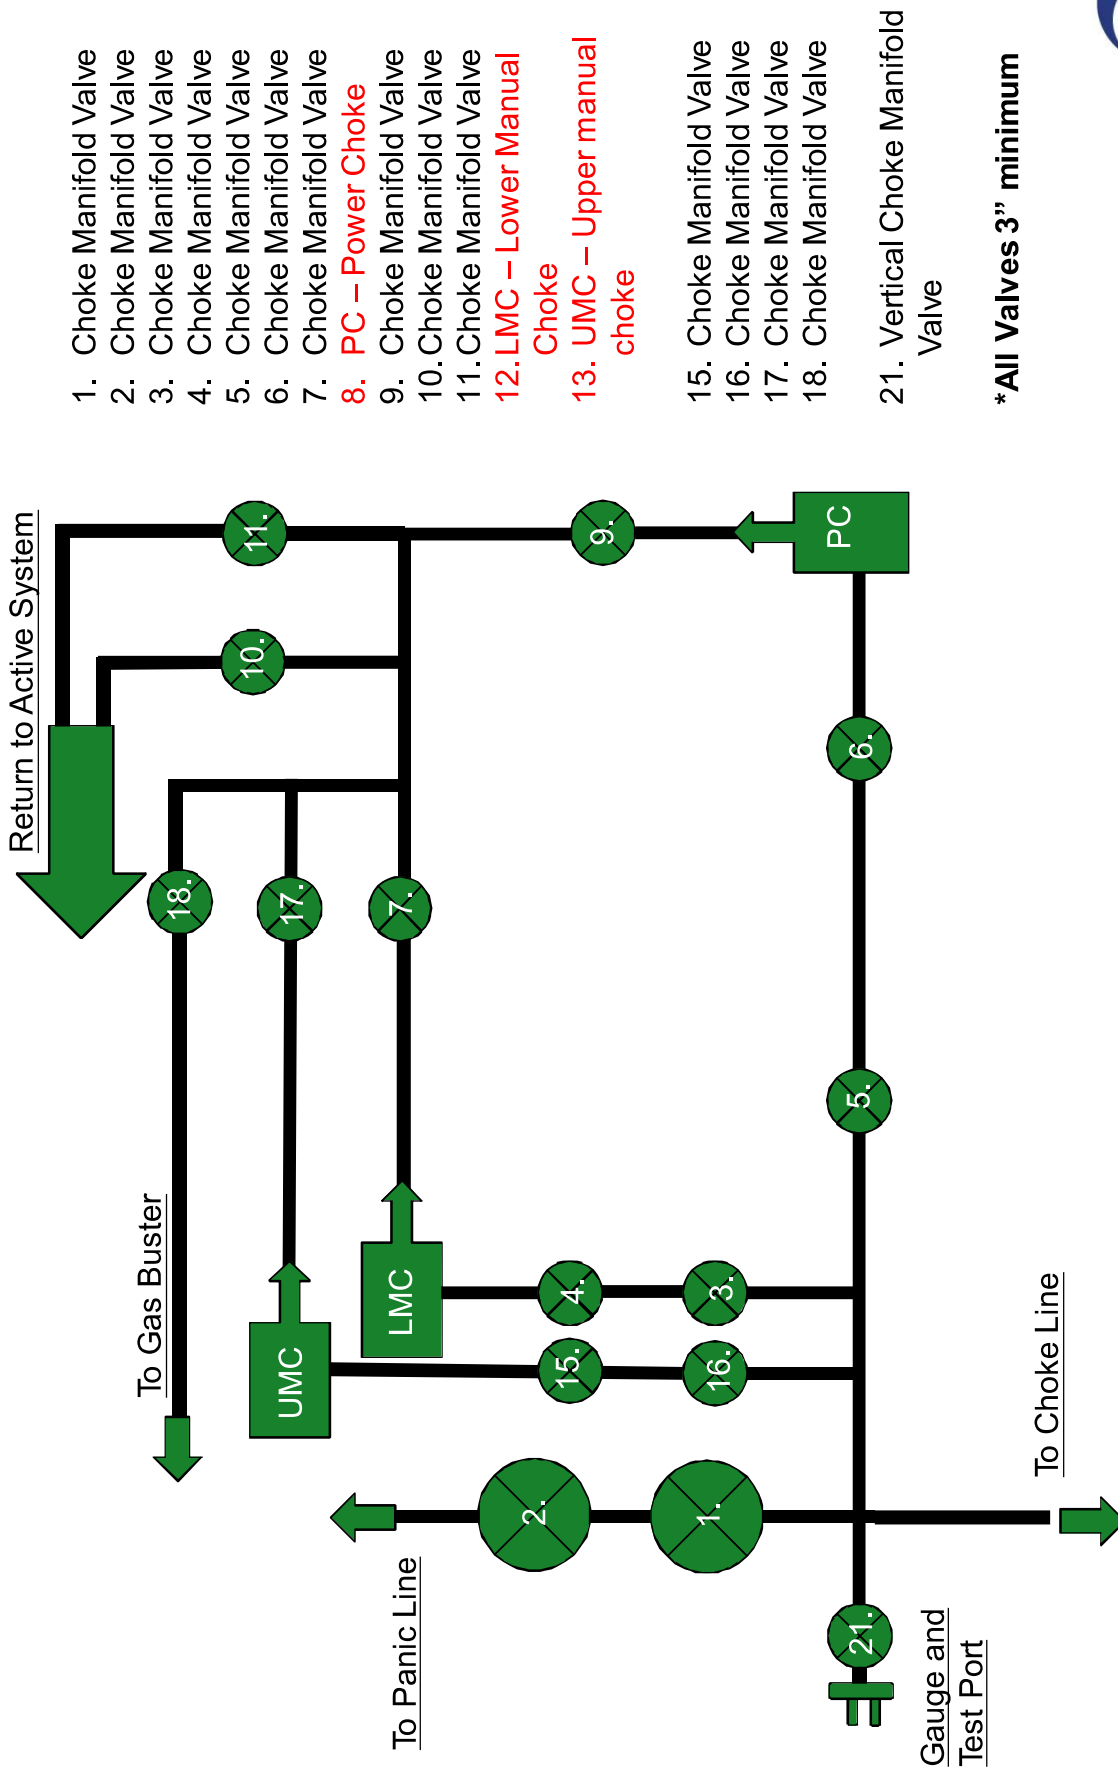 Return to Active System
To Gas Buster
To Panic Line
To Choke Line
Gauge and
Test Port
UMC
LMC
PC
18.
17.
7.
10.
11.
9.
6.
5.
4.
3.
15.
16.
2.
1.
21.
1. Choke Manifold Valve
2. Choke Manifold Valve
3. Choke Manifold Valve
4. Choke Manifold Valve
5. Choke Manifold Valve
6. Choke Manifold Valve
7. Choke Manifold Valve
8. PC – Power Choke
9. Choke Manifold Valve
10. Choke Manifold Valve
11. Choke Manifold Valve
12. LMC – Lower Manual
Choke
13. UMC – Upper manual
choke
15. Choke Manifold Valve
16. Choke Manifold Valve
17. Choke Manifold Valve
18. Choke Manifold Valve
21. Vertical Choke Manifold
Valve
*All Valves 3” minimum